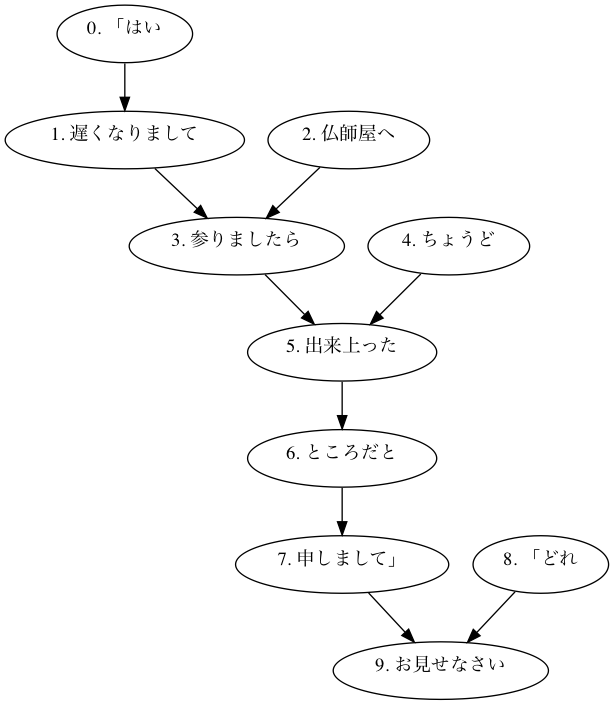 0. 「はい
1. 遅くなりまして
2. 仏師屋へ
3. 参りましたら
4. ちょうど
5. 出来上った
6. ところだと
7. 申しまして」
8. 「どれ
9. お見せなさい